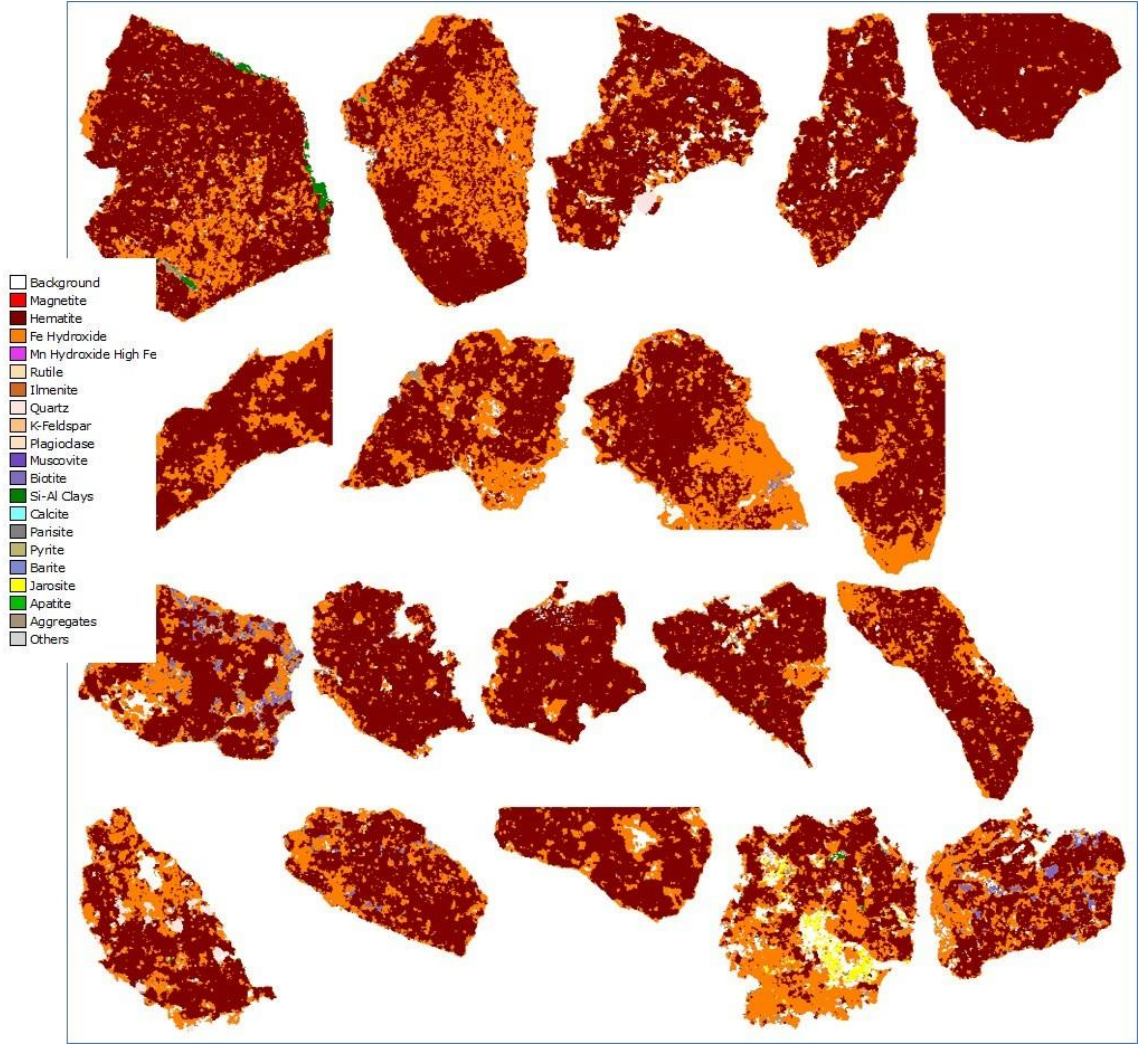 Background
Magnetite
Hematite
Fe Hydroxide
Mn Hydroxide High Fe
Rutile
Ilmenite
Quartz
K-Feldspar
Plagioclase
Muscovite
Biotite
Si-Al Clays
Calcite
Parisite
Pyrite
Barite
Jarosite
Apatite
Aggregates
Others